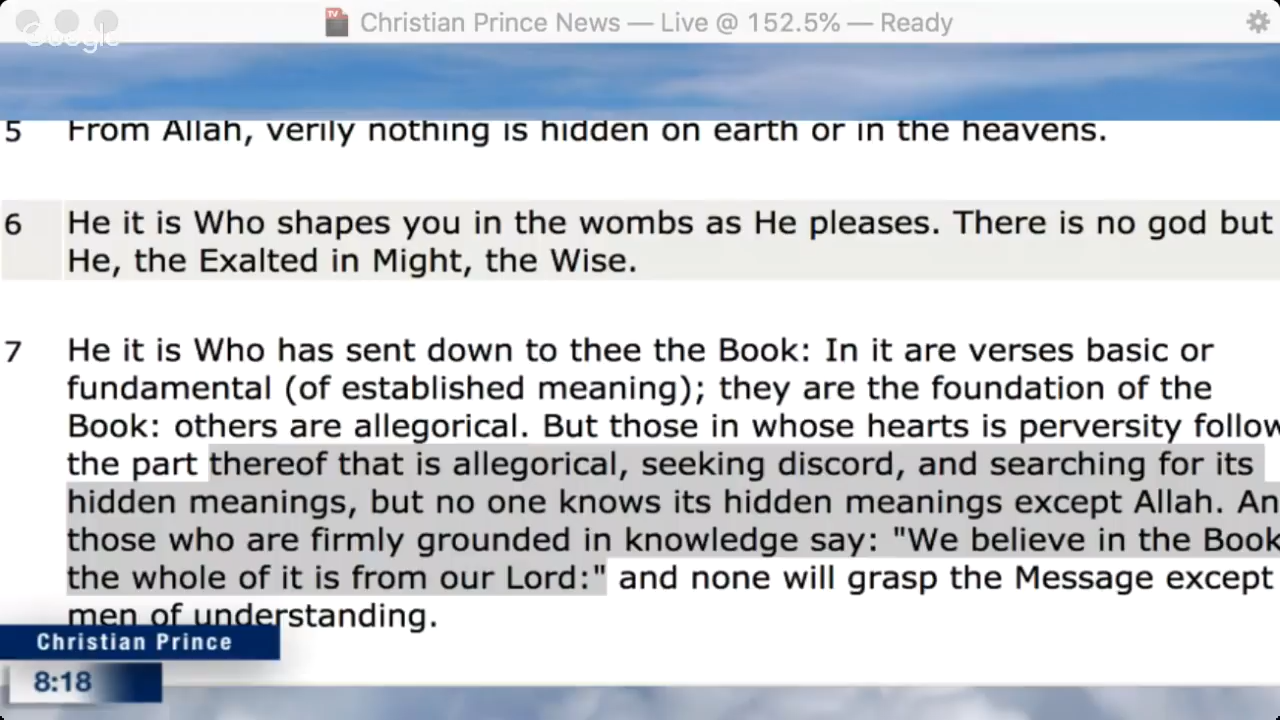 Google
Christian Prince News — Live @ 152.5% — Ready
5 From Allah, verily nothing is hidden on earth or in the heavens.
6 He it is Who shapes you in the wombs as He pleases. There is no god but
He, the Exalted in Might, the Wise.
7 He it is Who has sent down to thee the Book: In it are verses basic or
fundamental (of established meaning); they are the foundation of the
Book: others are allegorical. But those in whose hearts is perversity follow
the part thereof that is allegorical, seeking discord, and searching for its
hidden meanings, but no one knows its hidden meanings except Allah. An
those who are firmly grounded in knowledge say: "We believe in the Book
the whole of it is from our Lord:" and none will grasp the Message except
men of understanding.
Christian Prince
8:18